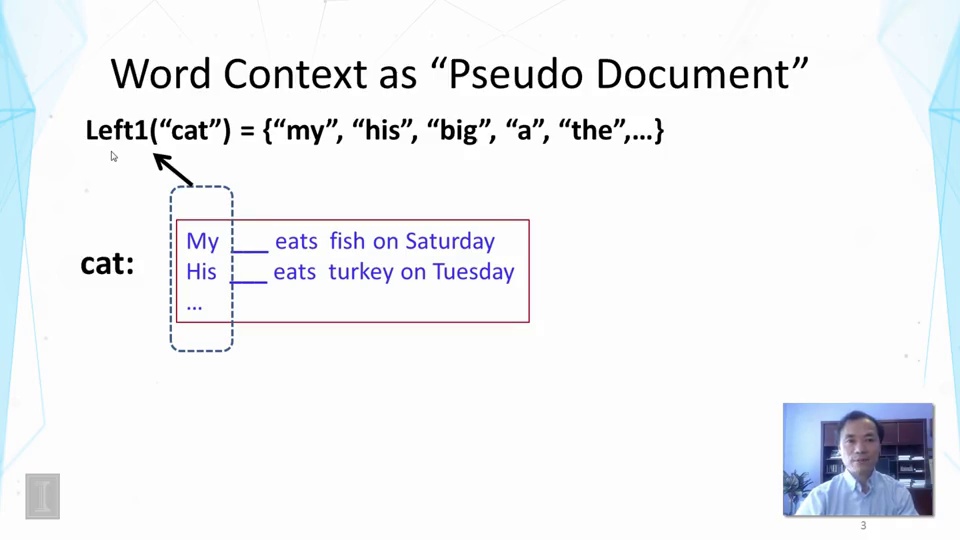 Word Context as “Pseudo Document”
Left1(“cat”) = {“my”, “his”, “big”, “a”, “the”,…}
cat:
My ___ eats fish on Saturday
His ___ eats turkey on Tuesday
…
I
3